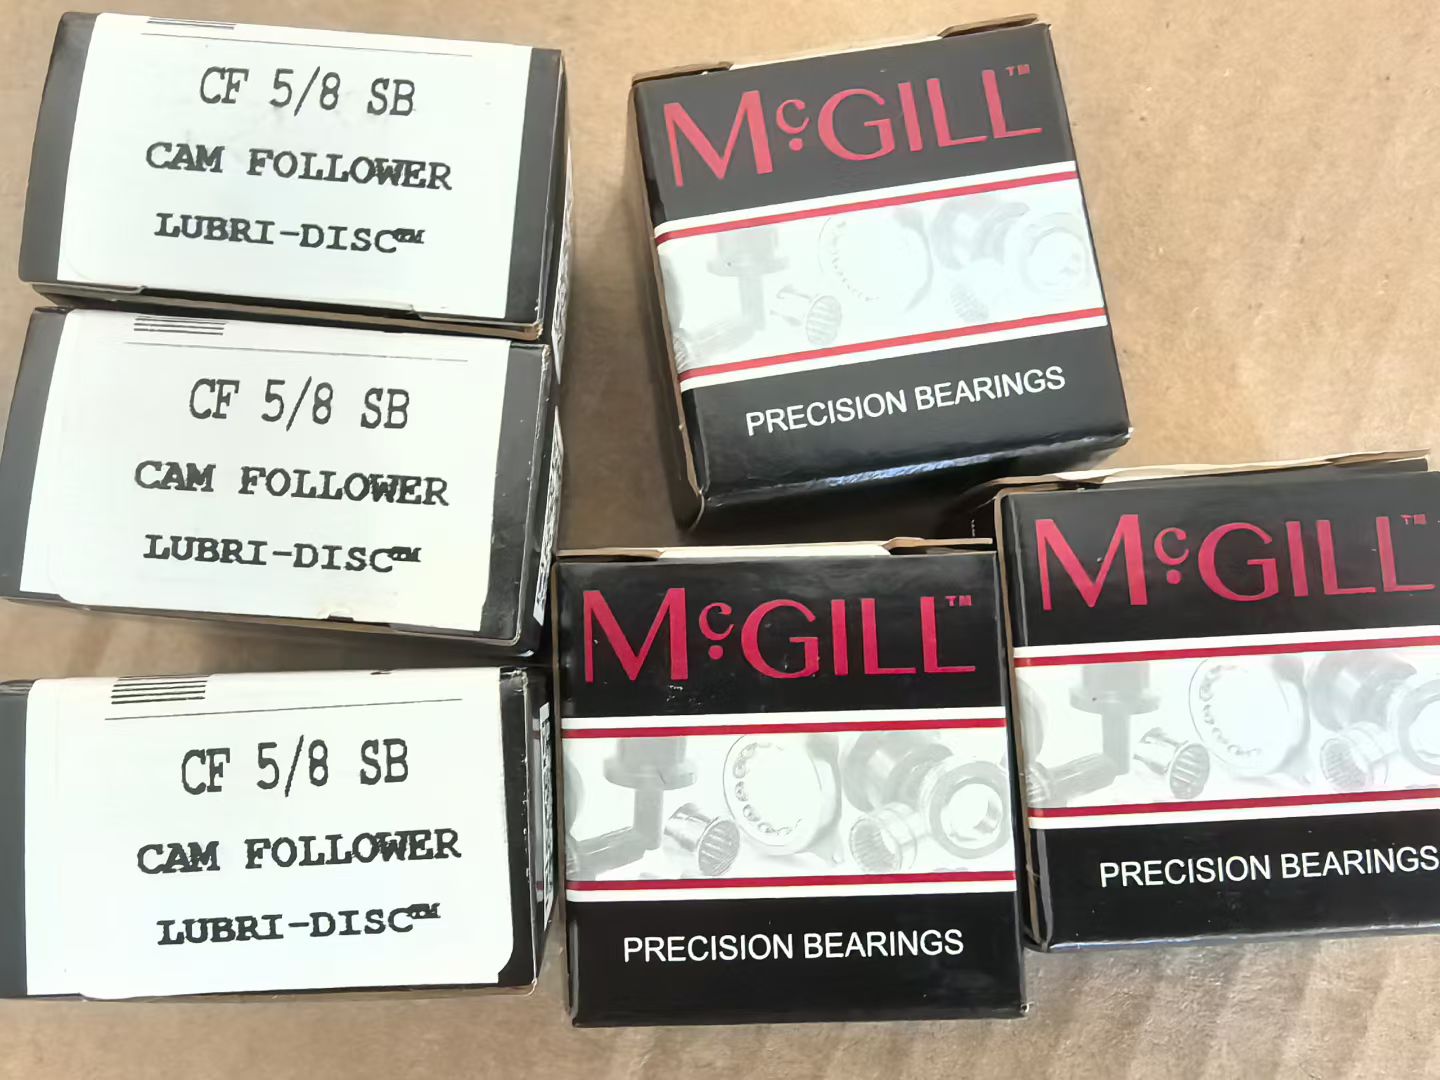 CF 5/8 SB
CAM FOLLOWER
LUBRI-DISC™
CF 5/8 SB
CAM FOLLOWER
LUBRI-DISC™
CF 5/8 SB
CAM FOLLOWER
LUBRI-DISC™
McGILL™
PRECISION BEARINGS
McGILL™
PRECISION BEARINGS
McGILL™
PRECISION BEARINGS